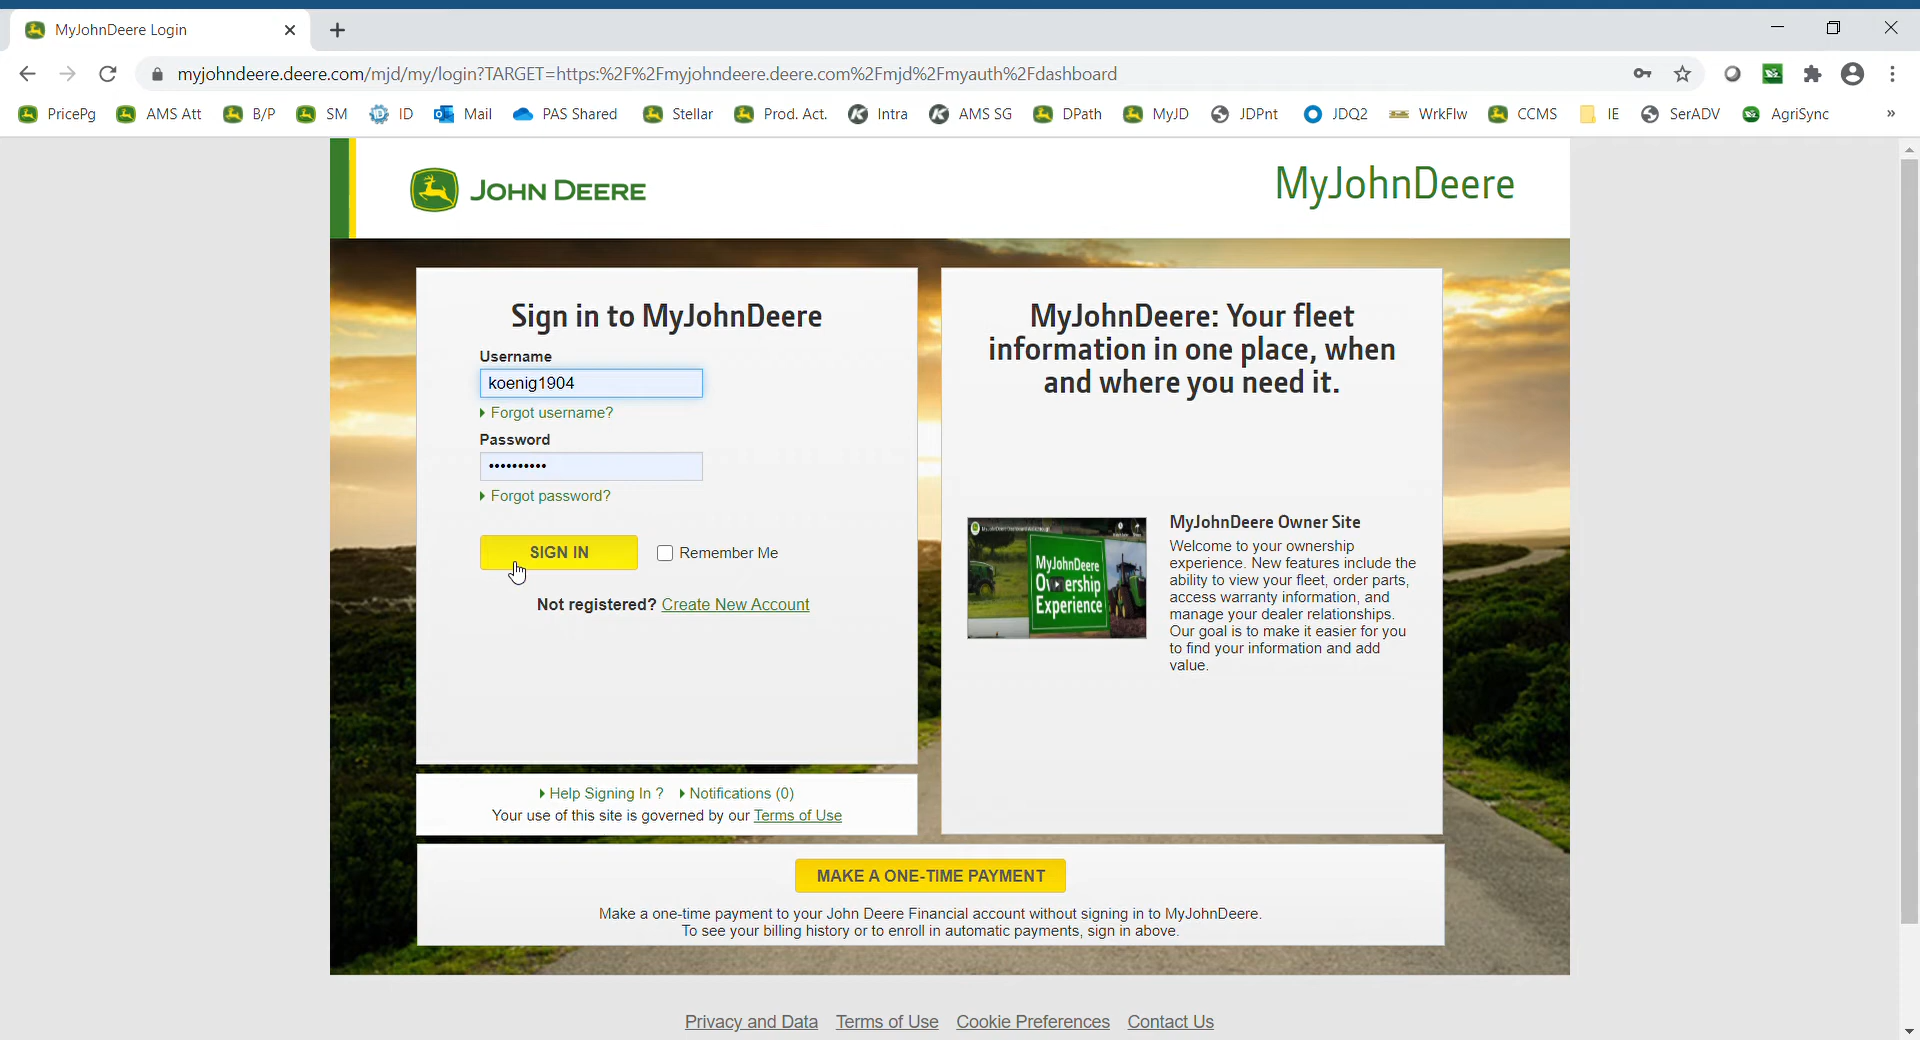 MyJohnDeere Login
myjohndeere.deere.com/mjd/my/login?TARGET=https:%2F%2Fmyjohndeere.deere.com%2Fmjd%2Fmyauth%2Fdashboard
PricePg AMS Att B/P SM ID Mail PAS Shared Stellar Prod. Act. Intra AMS SG DPath MyJD JDPnt JDQ2 WrkFlw CCMS IE SerADV AgriSync »
JOHN DEERE
MyJohnDeere
Sign in to MyJohnDeere
Username
koenig1904
Forgot username?
Password
••••••••••
Forgot password?
SIGN IN
Remember Me
Not registered? Create New Account
MyJohnDeere: Your fleet
information in one place, when
and where you need it.
MyJohnDeere
Ownership
Experience
MyJohnDeere Owner Site
Welcome to your ownership
experience. New features include the
ability to view your fleet, order parts,
access warranty information, and
manage your dealer relationships.
Our goal is to make it easier for you
to find your information and add
value.
Help Signing In ? Notifications (0)
Your use of this site is governed by our Terms of Use
MAKE A ONE-TIME PAYMENT
Make a one-time payment to your John Deere Financial account without signing in to MyJohnDeere.
To see your billing history or to enroll in automatic payments, sign in above.
Privacy and Data Terms of Use Cookie Preferences Contact Us